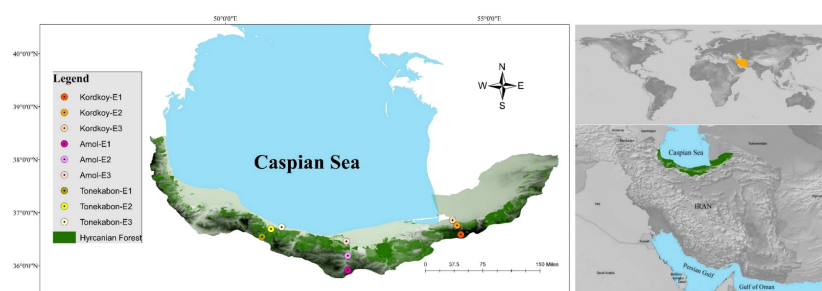 50°0'0"E
55°0'0"E
40°0'0"N
39°0'0"N
38°0'0"N
37°0'0"N
36°0'0"N
Legend
Kordkoy-E1
Kordkoy-E2
Kordkoy-E3
Amol-E1
Amol-E2
Amol-E3
Tonekabon-E1
Tonekabon-E2
Tonekabon-E3
Hyrcanian Forest
Caspian Sea
N
W
E
S
0
37.5
75
150 Miles
Caspian Sea
IRAN
Persian Gulf
Gulf of Oman